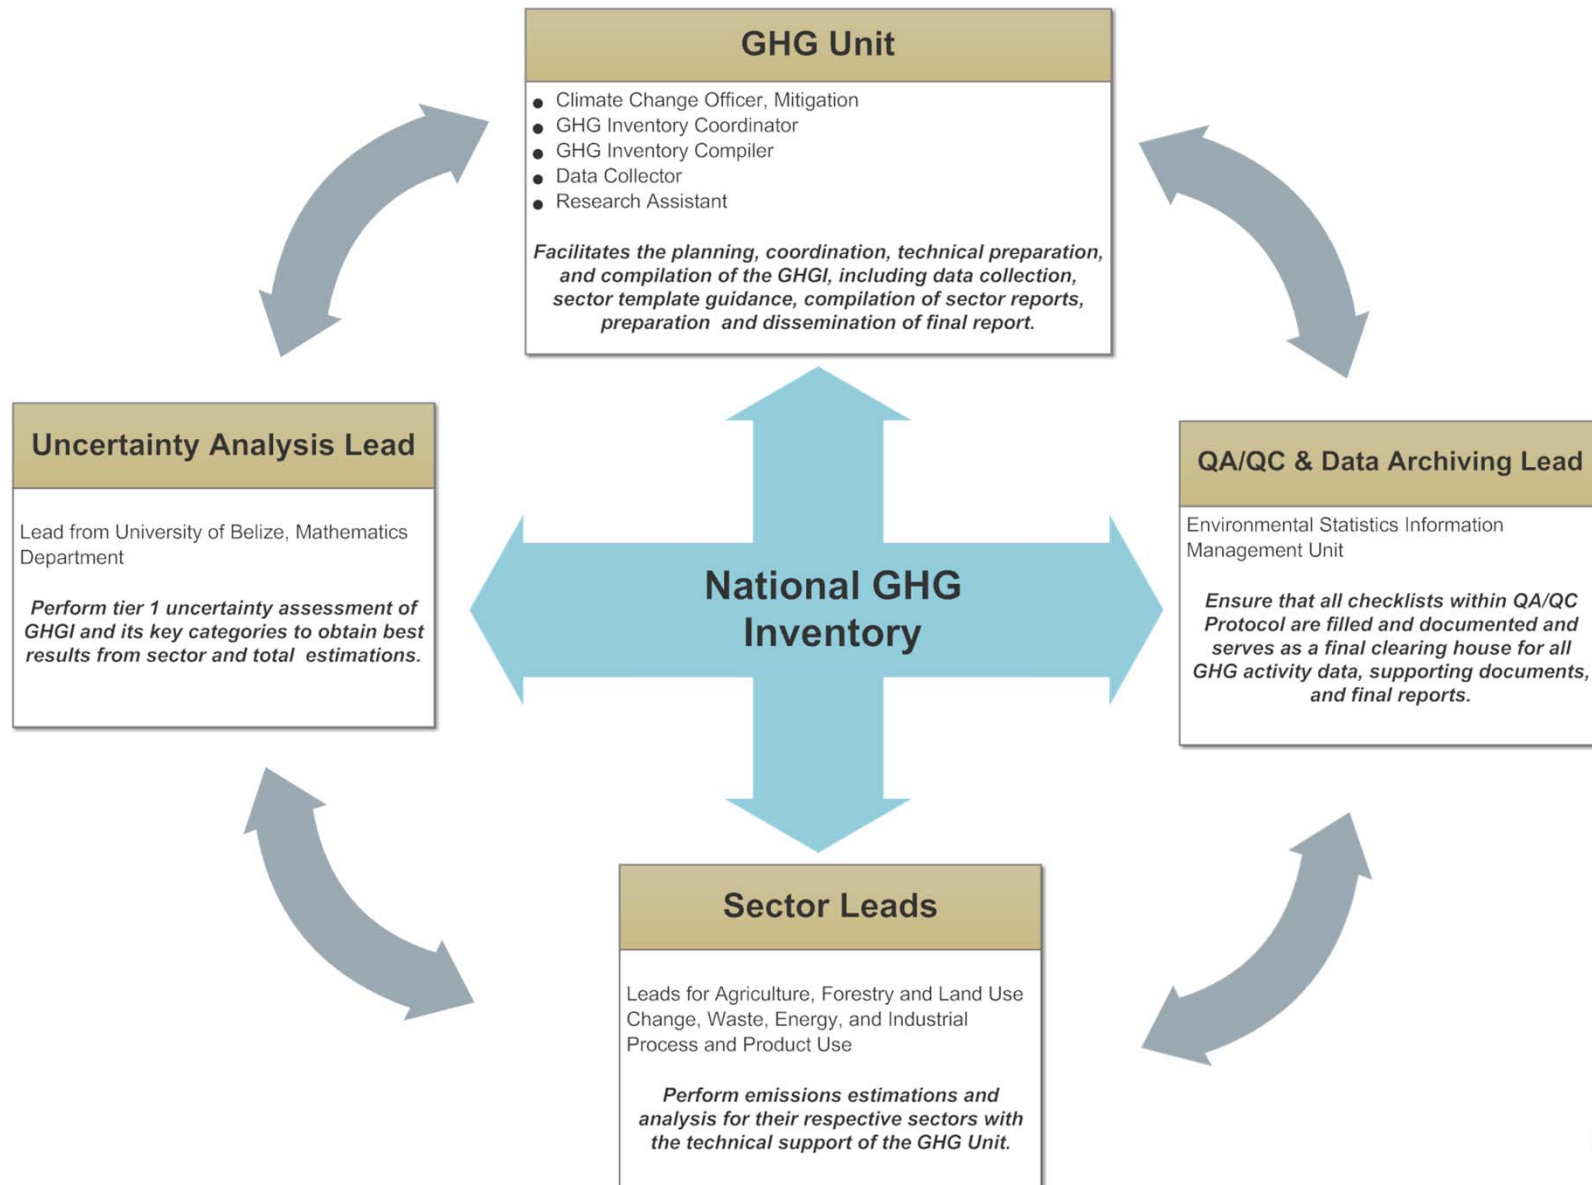 GHG Unit
● Climate Change Officer, Mitigation
● GHG Inventory Coordinator
● GHG Inventory Compiler
● Data Collector
● Research Assistant
Facilitates the planning, coordination, technical preparation,
and compilation of the GHGI, including data collection,
sector template guidance, compilation of sector reports,
preparation and dissemination of final report.
Uncertainty Analysis Lead
Lead from University of Belize, Mathematics
Department
Perform tier 1 uncertainty assessment of
GHGI and its key categories to obtain best
results from sector and total estimations.
National GHG
Inventory
QA/QC & Data Archiving Lead
Environmental Statistics Information
Management Unit
Ensure that all checklists within QA/QC
Protocol are filled and documented and
serves as a final clearing house for all
GHG activity data, supporting documents,
and final reports.
Sector Leads
Leads for Agriculture, Forestry and Land Use
Change, Waste, Energy, and Industrial
Process and Product Use
Perform emissions estimations and
analysis for their respective sectors with
the technical support of the GHG Unit.